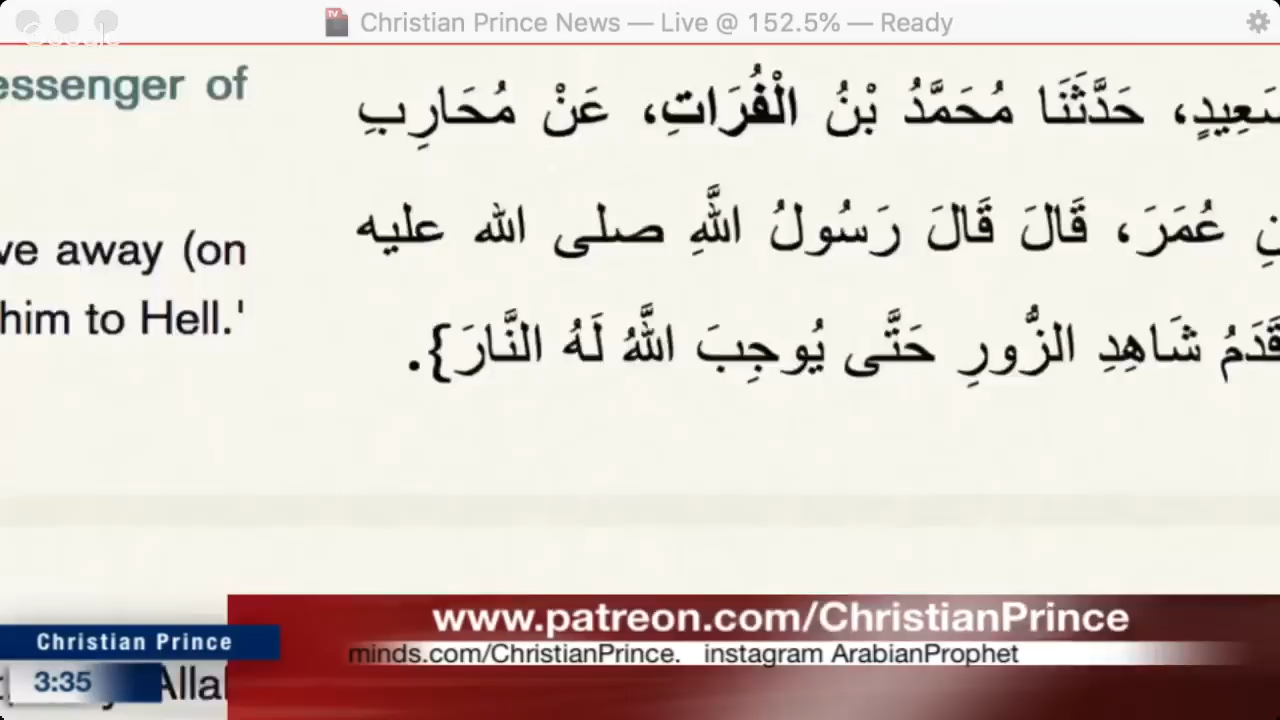 Christian Prince News — Live @ 152.5% — Ready
Google
essenger of
سَعِيدٍ، حَدَّثَنَا مُحَمَّدُ بْنُ الْفُرَاتِ، عَنْ مُحَارِبِ
نِ عُمَرَ، قَالَ قَالَ رَسُولُ اللَّهِ صلى الله عليه
ve away (on
him to Hell.'
قَدَمُ شَاهِدِ الزُّورِ حَتَّى يُوجِبَ اللَّهُ لَهُ النَّارَ}.
www.patreon.com/ChristianPrince
Christian Prince
minds.com/ChristianPrince. instagram ArabianProphet
3:35
Allal